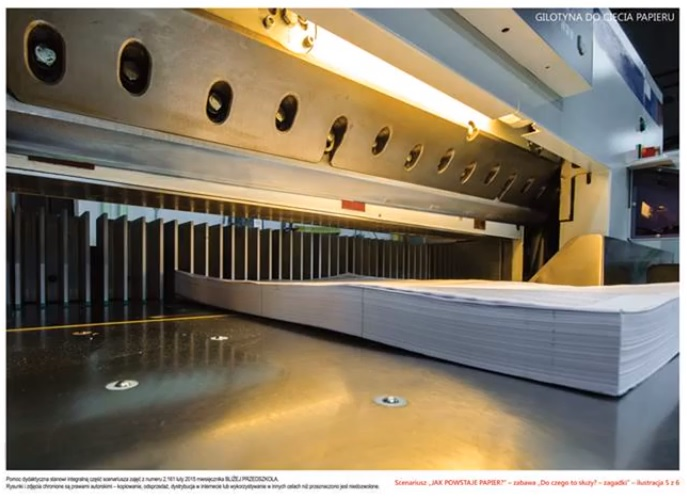 GILOTYNA DO CIĘCIA PAPIERU
Pomoc dydaktyczna stanowi integralną część scenariusza zajęć z numeru 2.161 luty 2015 miesięcznika BLIŻEJ PRZEDSZKOLA.
Rysunki i zdjęcia chronione są prawami autorskimi – kopiowanie, odsprzedaż, dystrybucja w internecie lub wykorzystywanie w innych celach niż przeznaczono jest niedozwolone.
Scenariusz „JAK POWSTAJE PAPIER?” – zabawa „Do czego to służy? – zagadki” – ilustracja 5 z 6